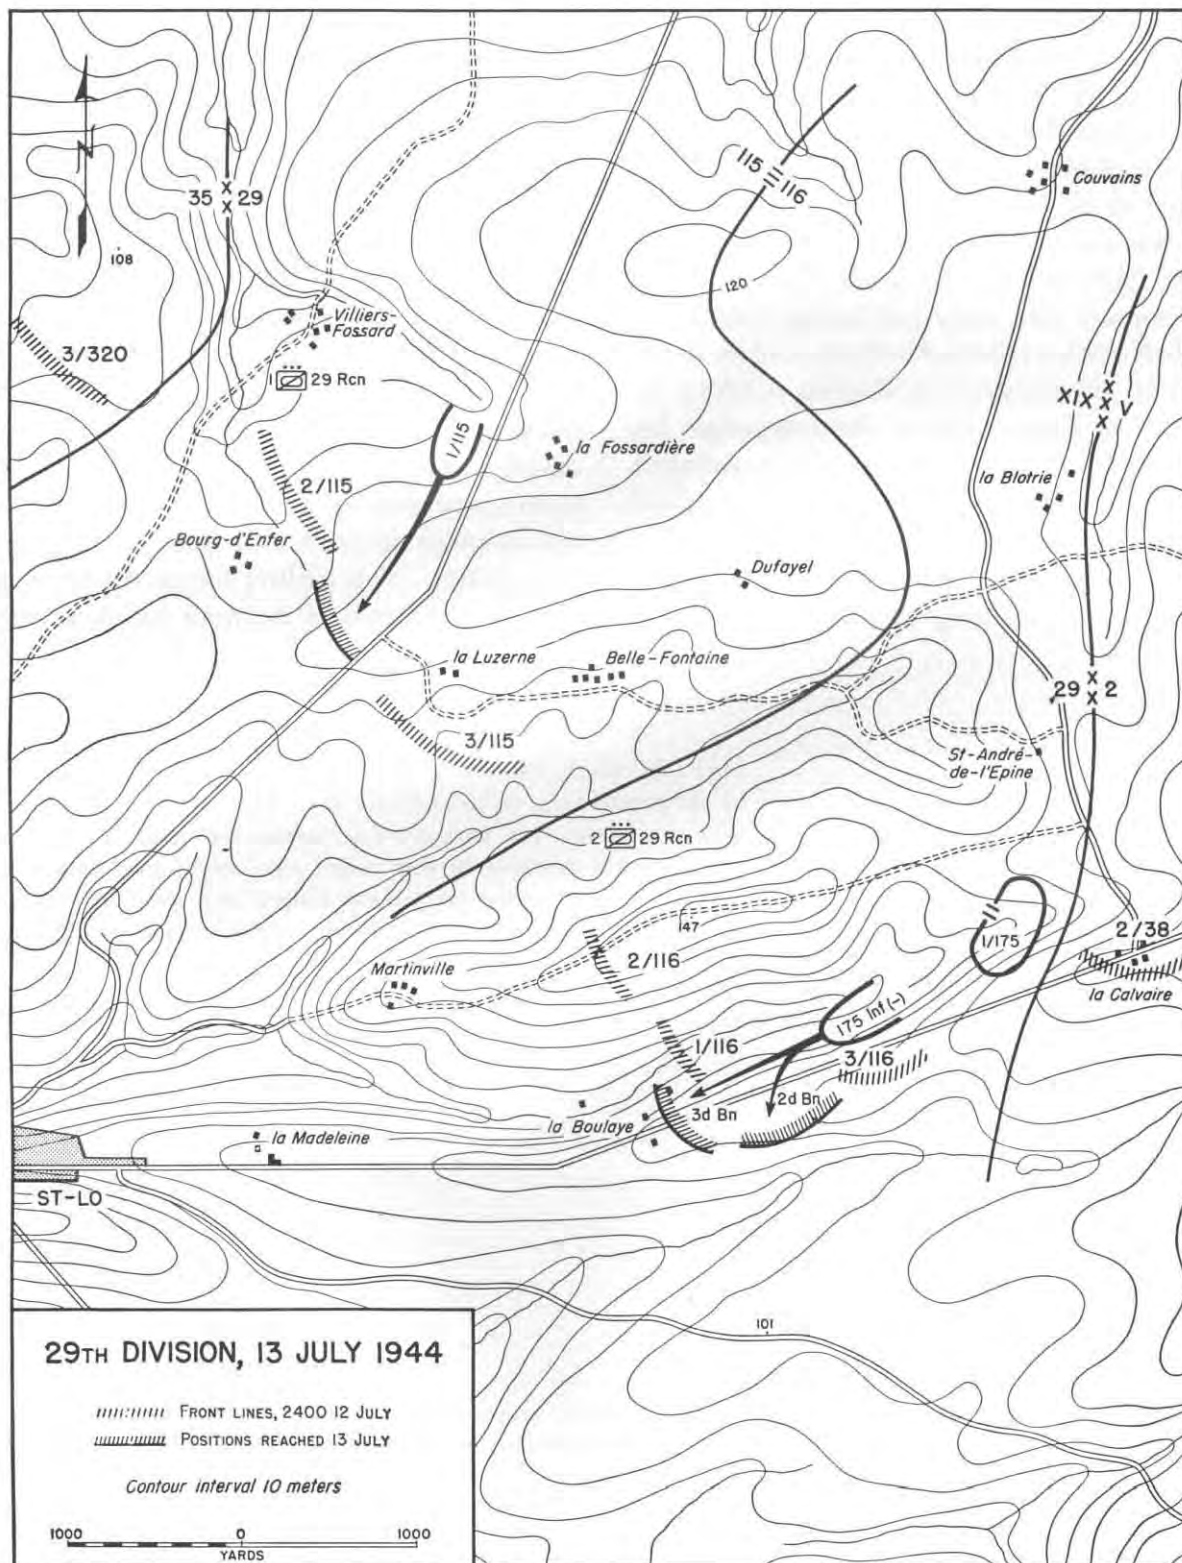 N
115
116
Couvains
35
29
108
120
Villiers-
Fossard
3/320
1
29 Rcn
XIX
V
1/115
la Fossardière
la Blotrie
2/115
Bourg-d'Enfer
Dufayel
la Luzerne
Belle-Fontaine
29
2
3/115
St-André-
de-l'Epine
2
29 Rcn
147
1/175
2/38
2/116
Martinville
la Calvaire
175 Inf (-)
1/116
3/116
3d Bn
2d Bn
la Boulaye
la Madeleine
ST-LO
101
29TH DIVISION, 13 JULY 1944
FRONT LINES, 2400 12 JULY
POSITIONS REACHED 13 JULY
Contour interval 10 meters
1000
0
1000
YARDS